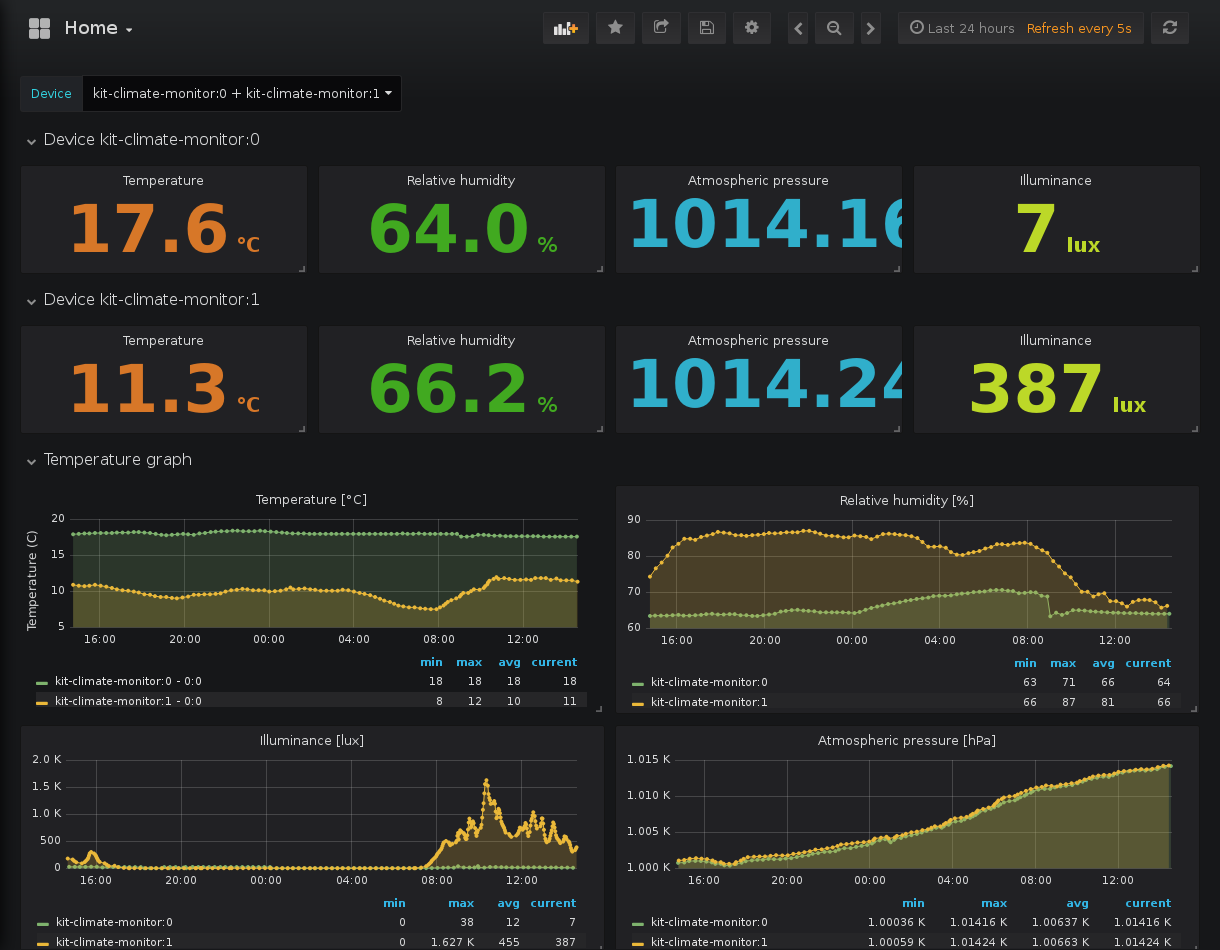 Home
Last 24 hours Refresh every 5s
Device kit-climate-monitor:0 + kit-climate-monitor:1
Device kit-climate-monitor:0
Temperature Relative humidity Atmospheric pressure Illuminance
17.6 °C 64.0 % 1014.16 7 lux
Device kit-climate-monitor:1
Temperature Relative humidity Atmospheric pressure Illuminance
11.3 °C 66.2 % 1014.24 387 lux
Temperature graph
Temperature [°C]
Temperature (C)
20
15
10
5
16:00 20:00 00:00 04:00 08:00 12:00
min max avg current
kit-climate-monitor:0 - 0:0 18 18 18 18
kit-climate-monitor:1 - 0:0 8 12 10 11
Relative humidity [%]
90
80
70
60
16:00 20:00 00:00 04:00 08:00 12:00
min max avg current
kit-climate-monitor:0 63 71 66 64
kit-climate-monitor:1 66 87 81 66
Illuminance [lux]
2.0 K
1.5 K
1.0 K
500
0
16:00 20:00 00:00 04:00 08:00 12:00
min max avg current
kit-climate-monitor:0 0 38 12 7
kit-climate-monitor:1 0 1.627 K 455 387
Atmospheric pressure [hPa]
1.015 K
1.010 K
1.005 K
1.000 K
16:00 20:00 00:00 04:00 08:00 12:00
min max avg current
kit-climate-monitor:0 1.00036 K 1.01416 K 1.00637 K 1.01416 K
kit-climate-monitor:1 1.00059 K 1.01424 K 1.00663 K 1.01424 K